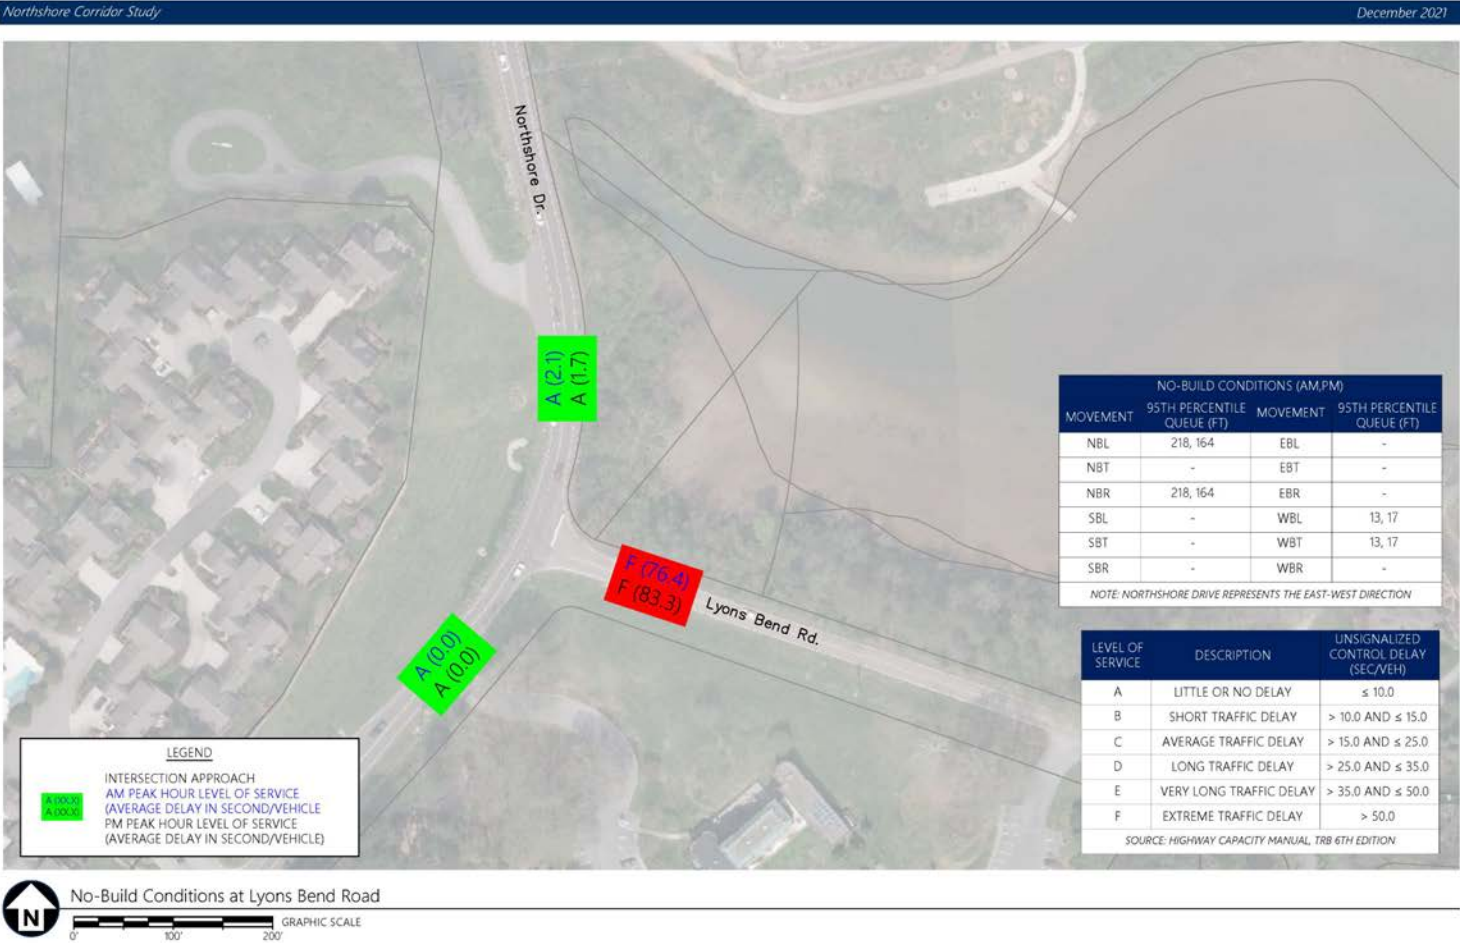 Northshore Corridor Study
December 2021
Northshore Dr.
A (2.1)
A (1.7)
F (76.4)
F (83.3)
Lyons Bend Rd.
A (0.0)
A (0.0)
NO-BUILD CONDITIONS (AM,PM)
MOVEMENT 95TH PERCENTILE QUEUE (FT) MOVEMENT 95TH PERCENTILE QUEUE (FT)
NBL 218, 164 EBL -
NBT - EBT -
NBR 218, 164 EBR -
SBL - WBL 13, 17
SBT - WBT 13, 17
SBR - WBR -
NOTE: NORTHSHORE DRIVE REPRESENTS THE EAST-WEST DIRECTION
LEVEL OF SERVICE DESCRIPTION UNSIGNALIZED CONTROL DELAY (SEC/VEH)
A LITTLE OR NO DELAY ≤ 10.0
B SHORT TRAFFIC DELAY > 10.0 AND ≤ 15.0
C AVERAGE TRAFFIC DELAY > 15.0 AND ≤ 25.0
D LONG TRAFFIC DELAY > 25.0 AND ≤ 35.0
E VERY LONG TRAFFIC DELAY > 35.0 AND ≤ 50.0
F EXTREME TRAFFIC DELAY > 50.0
SOURCE: HIGHWAY CAPACITY MANUAL, TRB 6TH EDITION
LEGEND
INTERSECTION APPROACH
AM PEAK HOUR LEVEL OF SERVICE
(AVERAGE DELAY IN SECOND/VEHICLE
PM PEAK HOUR LEVEL OF SERVICE
(AVERAGE DELAY IN SECOND/VEHICLE)
N
No-Build Conditions at Lyons Bend Road
GRAPHIC SCALE
0' 100' 200'